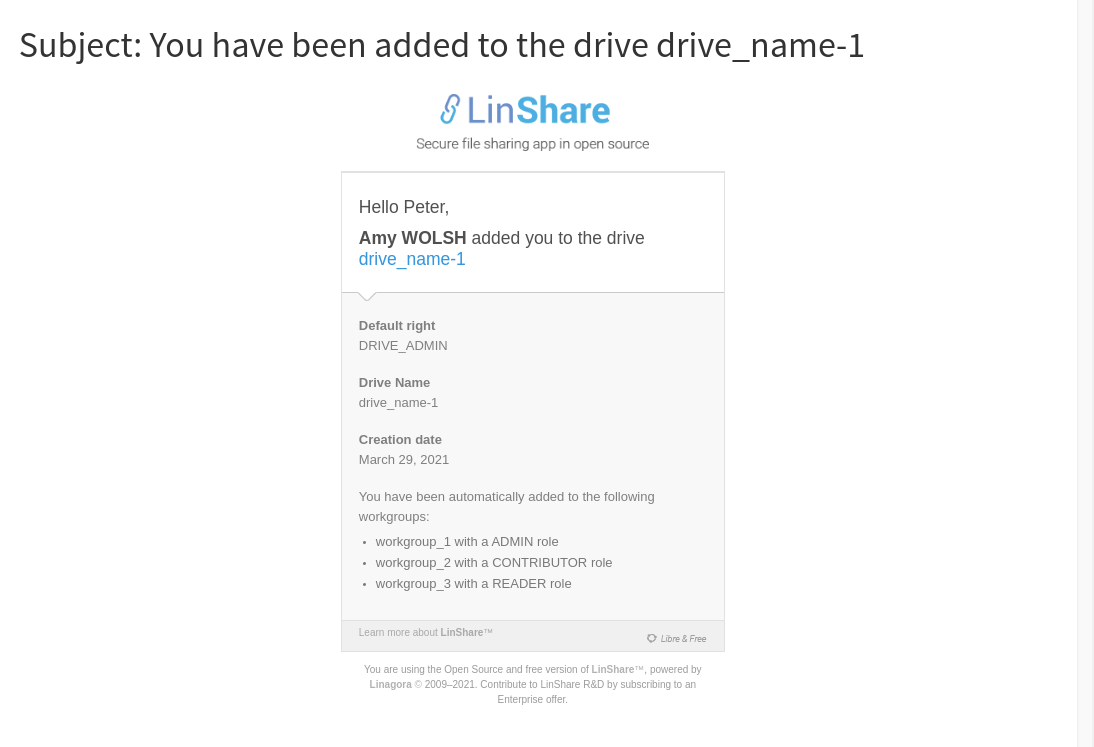 Subject: You have been added to the drive drive_name-1
LinShare
Secure file sharing app in open source
Hello Peter,
Amy WOLSH added you to the drive
drive_name-1
Default right
DRIVE_ADMIN
Drive Name
drive_name-1
Creation date
March 29, 2021
You have been automatically added to the following
workgroups:
• workgroup_1 with a ADMIN role
• workgroup_2 with a CONTRIBUTOR role
• workgroup_3 with a READER role
Learn more about LinShare™
Libre & Free
You are using the Open Source and free version of LinShare™, powered by
Linagora © 2009–2021. Contribute to LinShare R&D by subscribing to an
Enterprise offer.